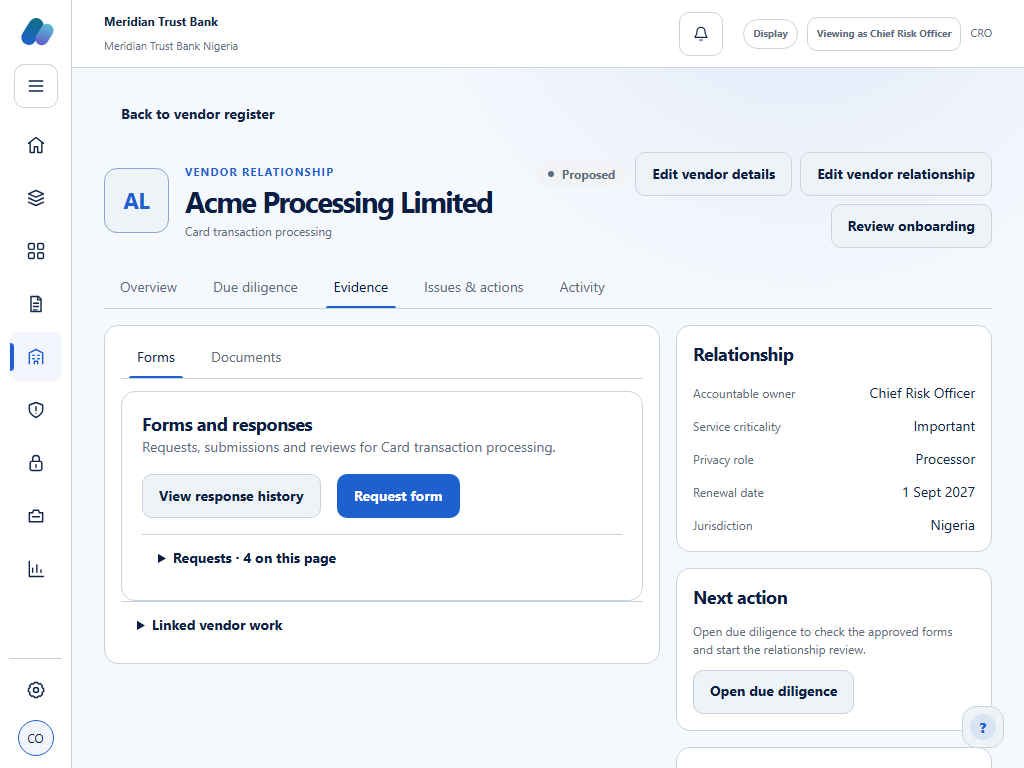 Meridian Trust Bank
Meridian Trust Bank Nigeria
Display
Viewing as Chief Risk Officer
CRO
Back to vendor register
AL
VENDOR RELATIONSHIP
Acme Processing Limited
Card transaction processing
Proposed
Edit vendor details
Edit vendor relationship
Review onboarding
Overview
Due diligence
Evidence
Issues & actions
Activity
Forms
Documents
Forms and responses
Requests, submissions and reviews for Card transaction processing.
View response history
Request form
Requests · 4 on this page
Linked vendor work
Relationship
Accountable owner
Chief Risk Officer
Service criticality
Important
Privacy role
Processor
Renewal date
1 Sept 2027
Jurisdiction
Nigeria
Next action
Open due diligence to check the approved forms
and start the relationship review.
Open due diligence
?
CO